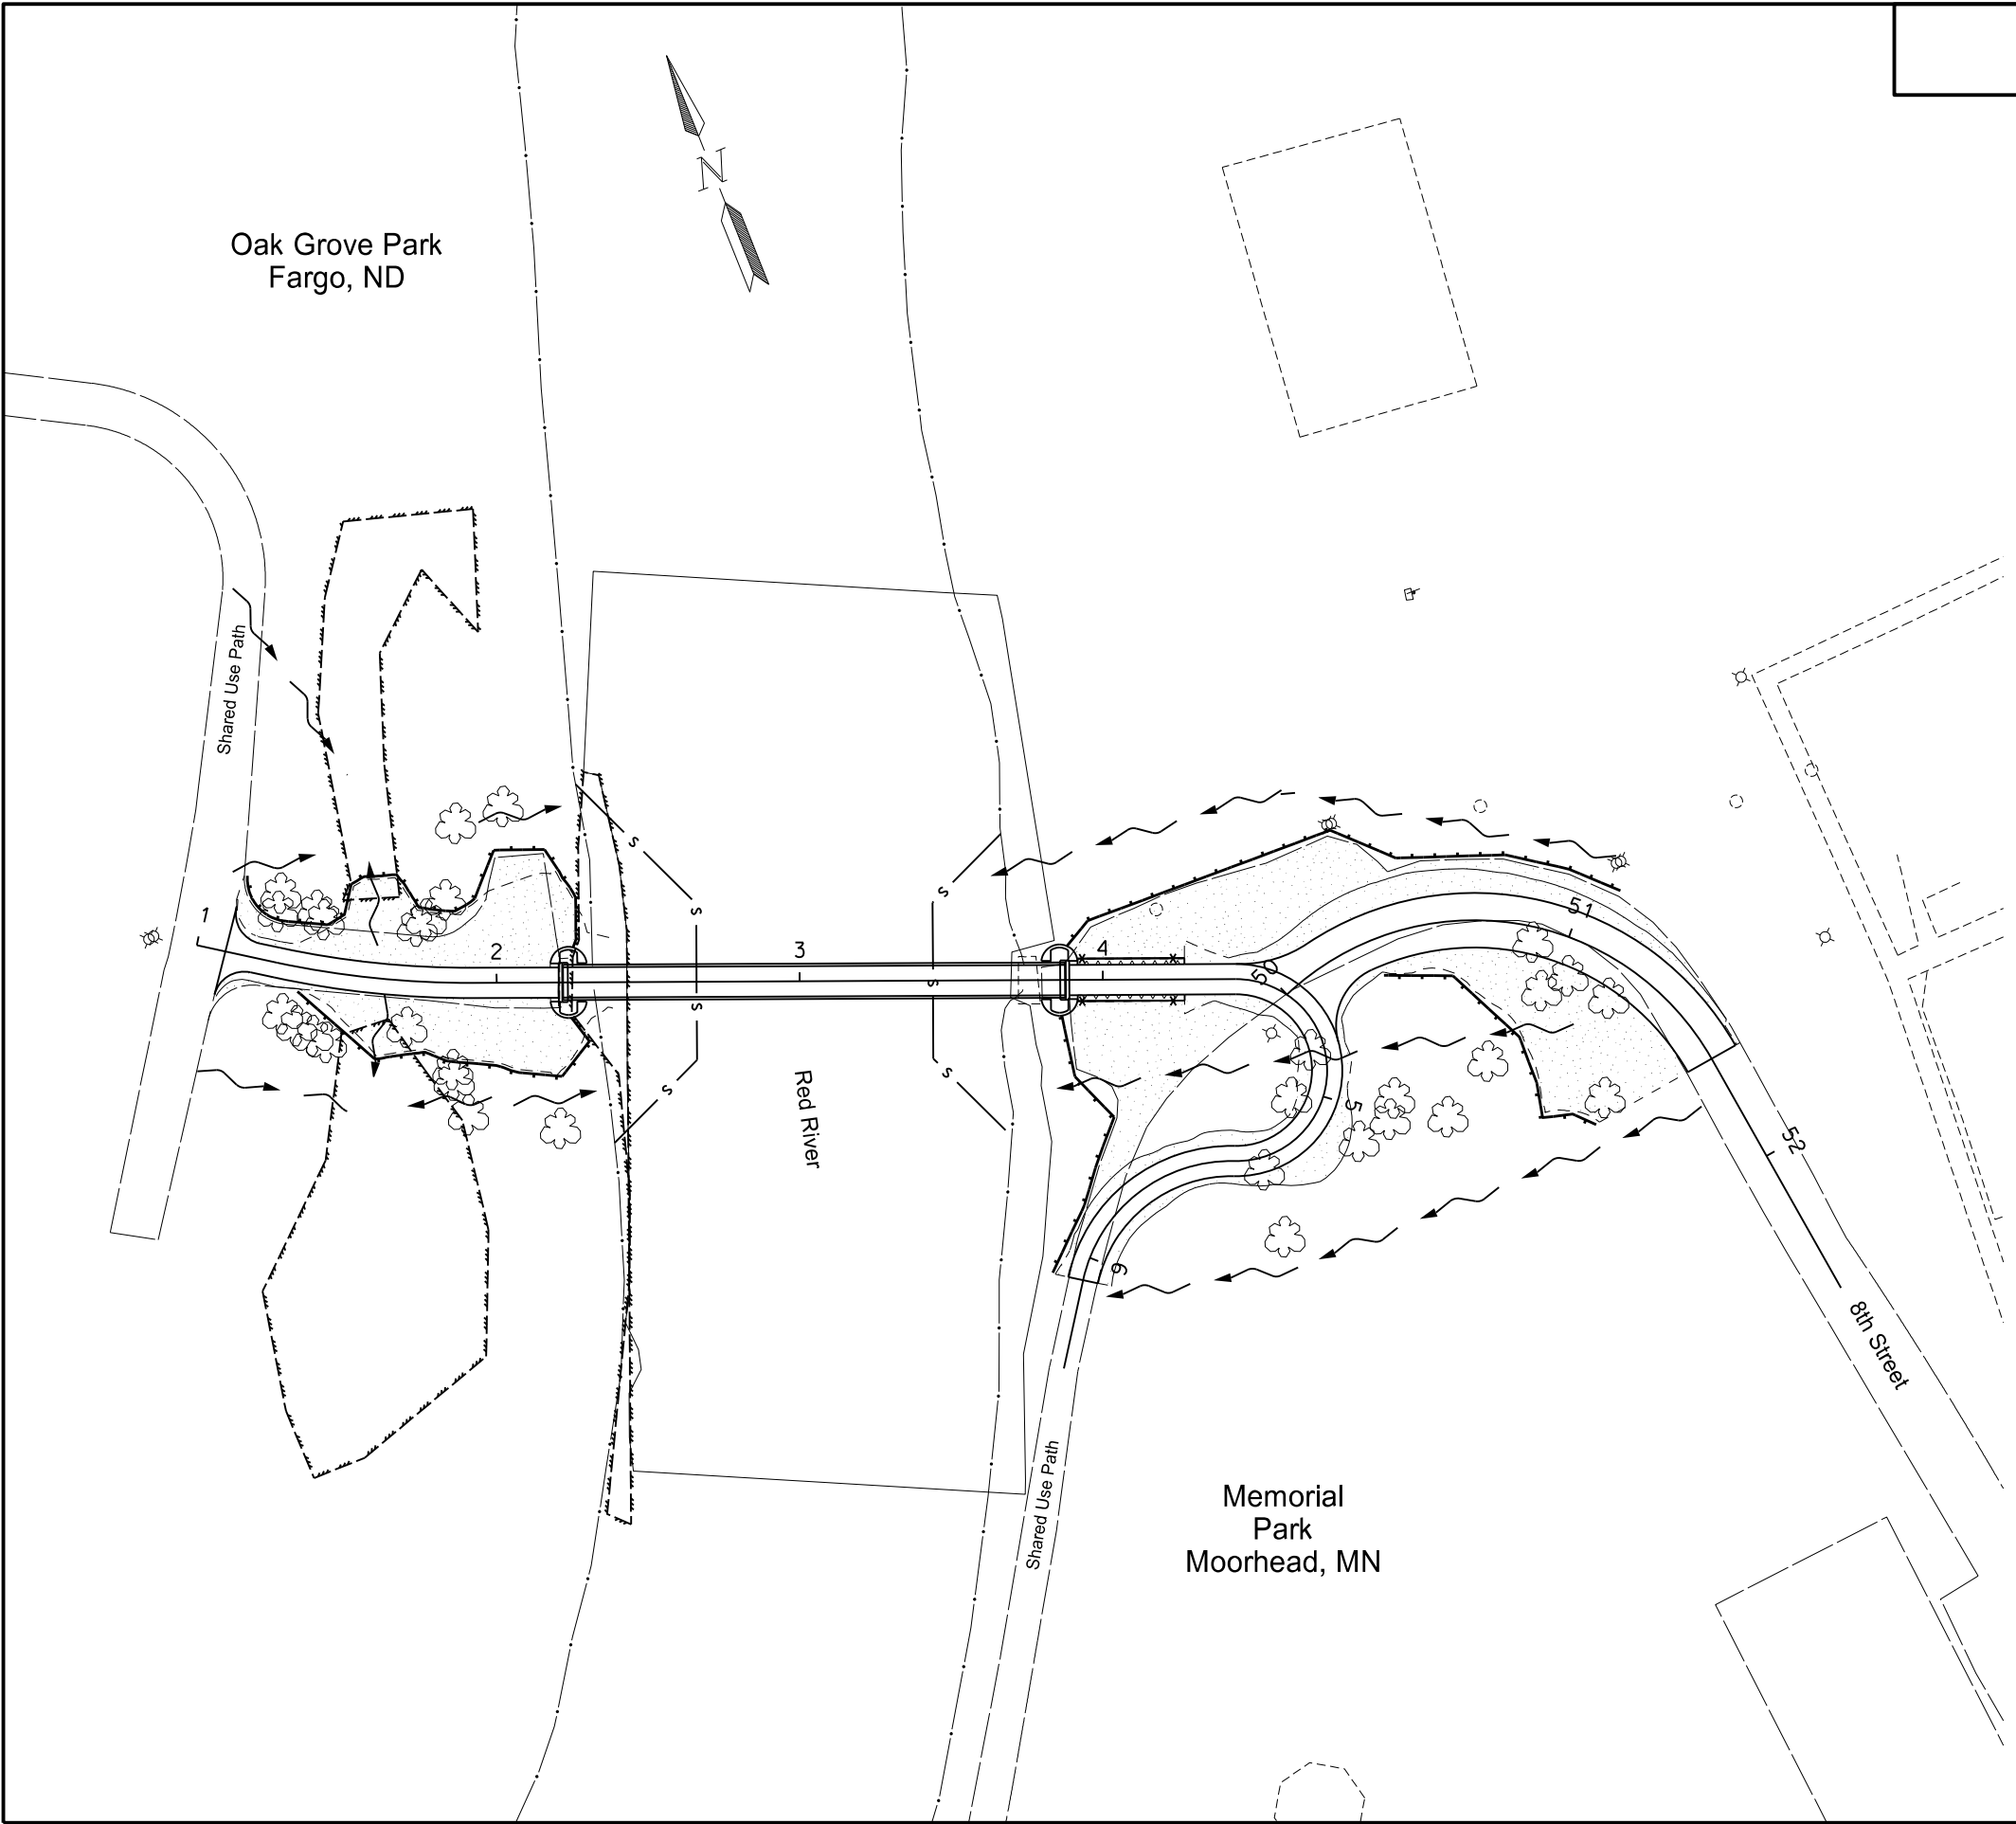 N
Oak Grove Park
Fargo, ND
Shared Use Path
s
s
s
1
2
3
4
50
51
s
s
s
s
Red River
5
52
6
8th Street
Shared Use Path
Memorial
Park
Moorhead, MN